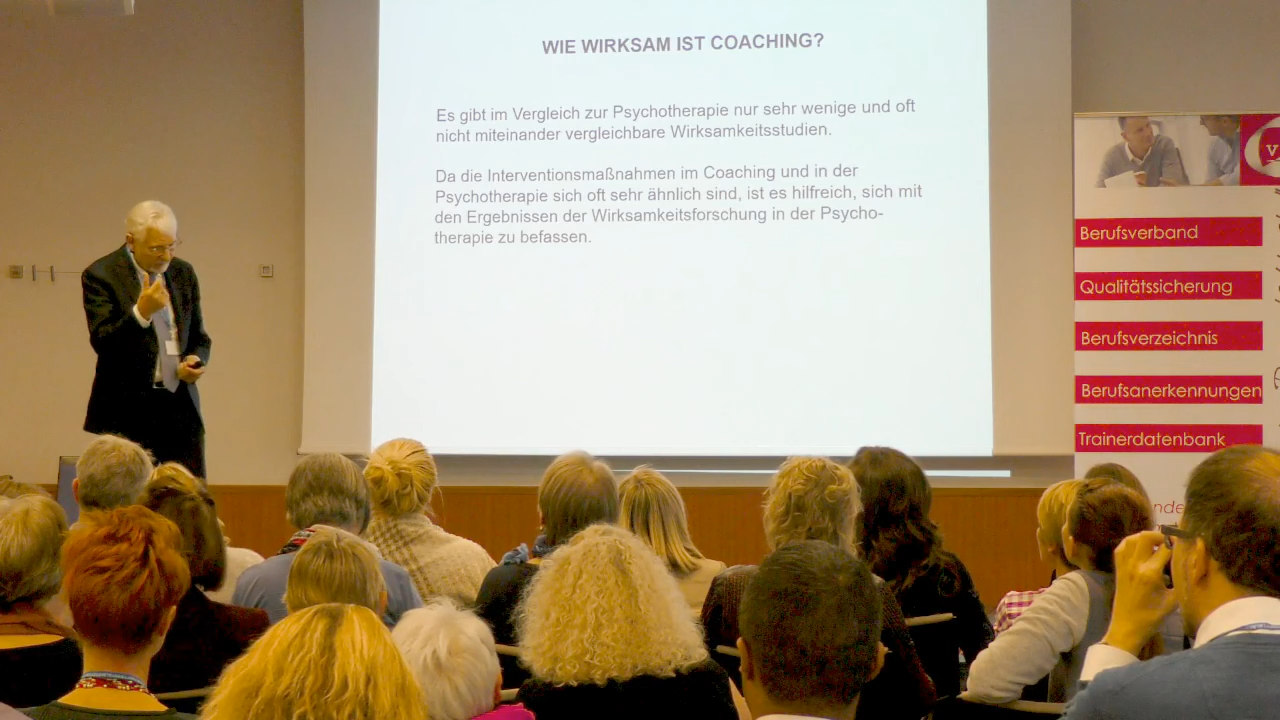 WIE WIRKSAM IST COACHING?
Es gibt im Vergleich zur Psychotherapie nur sehr wenige und oft
nicht miteinander vergleichbare Wirksamkeitsstudien.
Da die Interventionsmaßnahmen im Coaching und in der
Psychotherapie sich oft sehr ähnlich sind, ist es hilfreich, sich mit
den Ergebnissen der Wirksamkeitsforschung in der Psycho-
therapie zu befassen.
Berufsverband
Qualitätssicherung
Berufsverzeichnis
Berufsanerkennungen
Trainerdatenbank